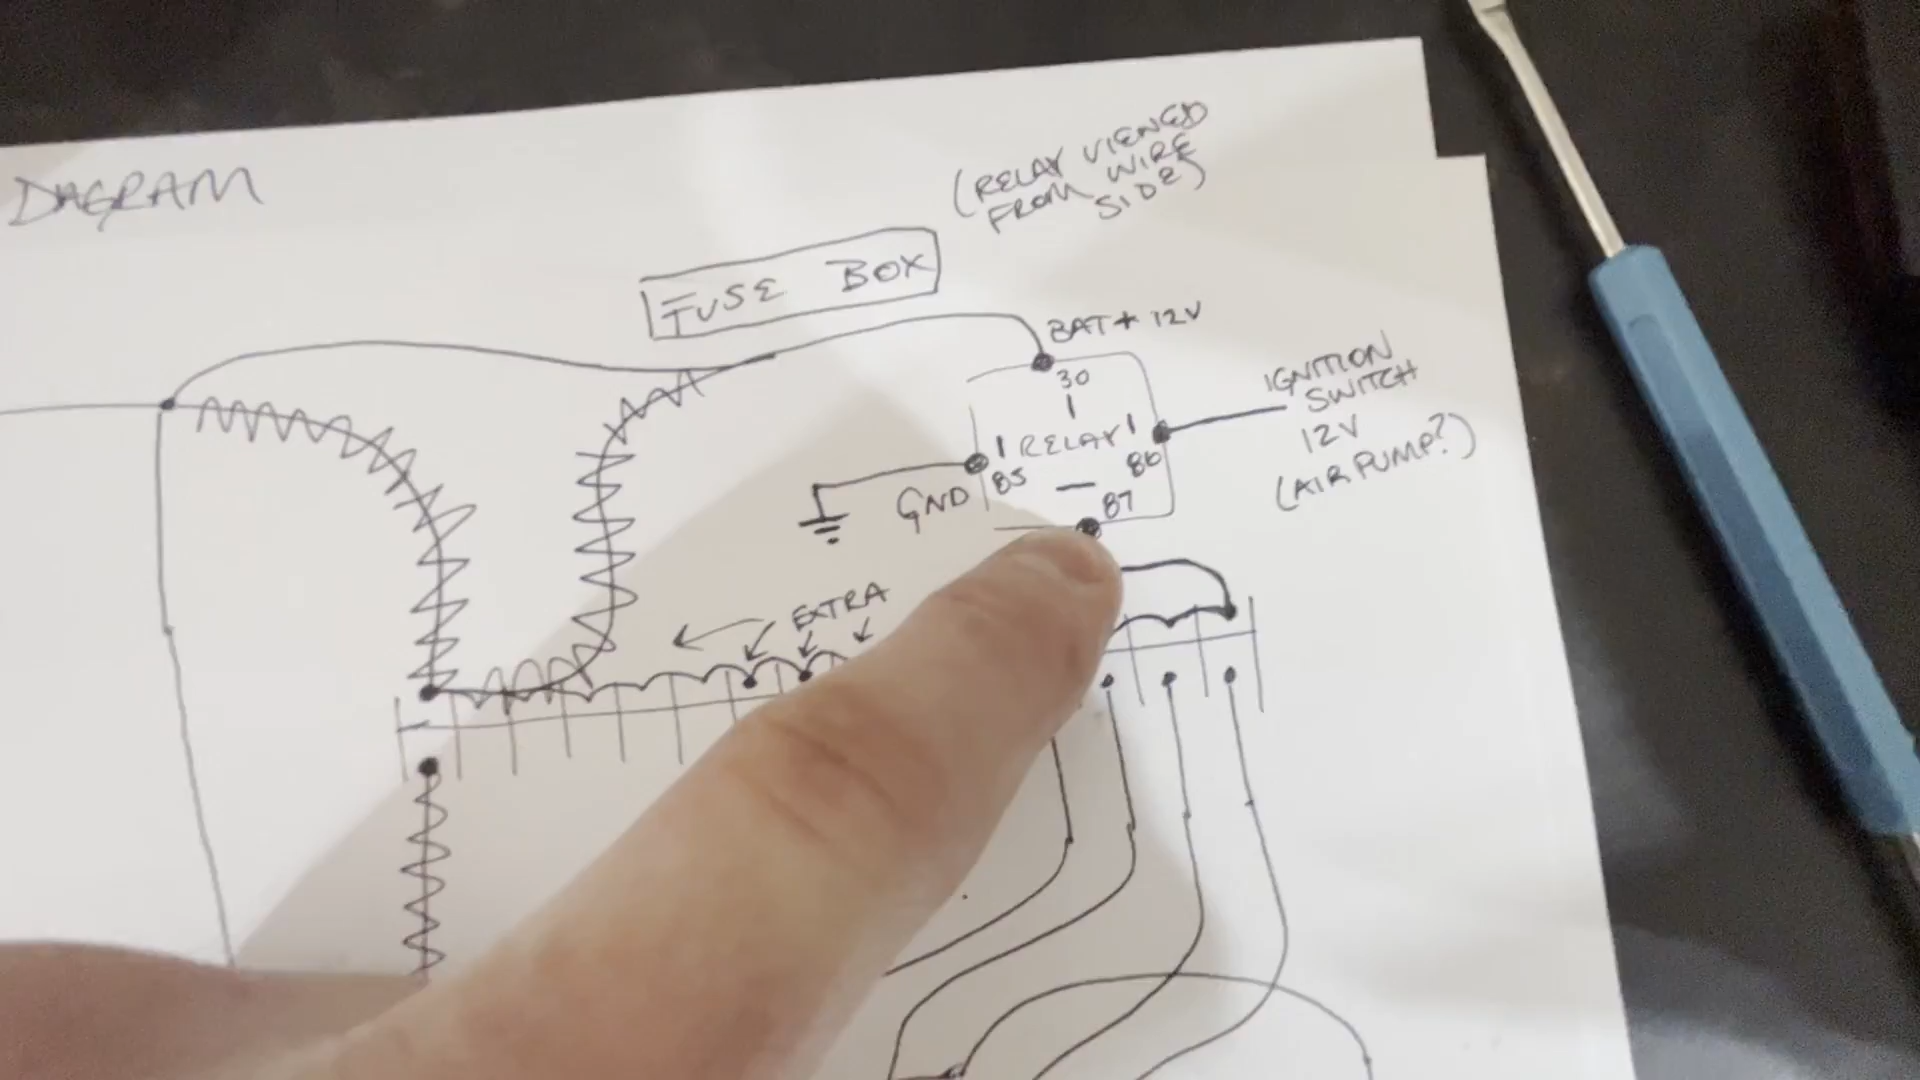 DAGRAM
(RELAY VIEWED
FROM WIRE
SIDE)
FUSE BOX
BAT + 12V
30
IGNITION
SWITCH
12V
(AIR PUMP?)
RELAY
86
85
87
GND
EXTRA